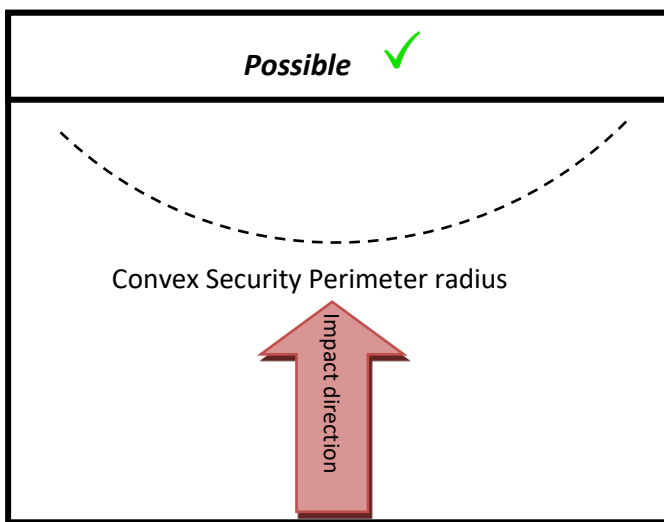 Possible ✓
Convex Security Perimeter radius
Impact direction